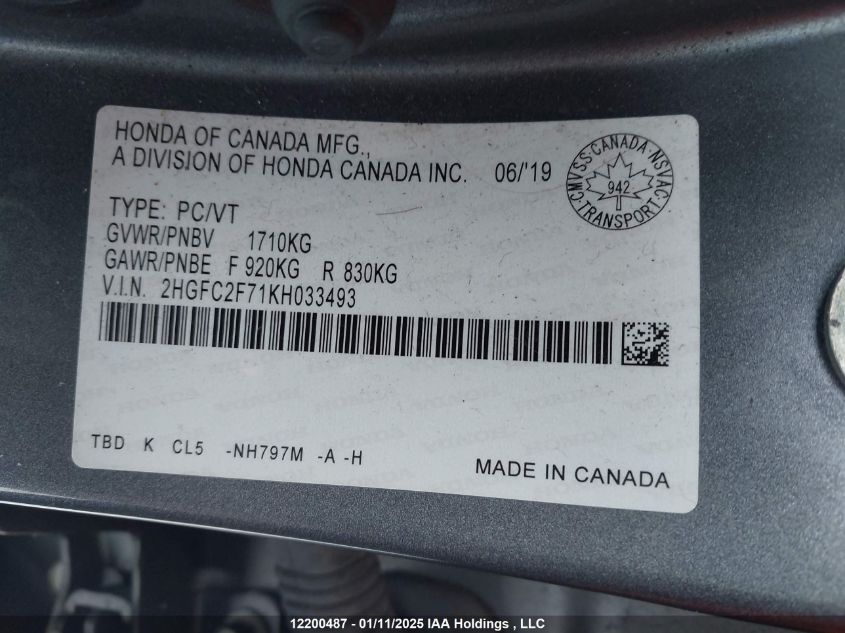 HONDA OF CANADA MFG.,
A DIVISION OF HONDA CANADA INC. 06/'19
CMVSS·CANADA·NSVAC·TRANSPORT·
942
TYPE: PC/VT
GVWR/PNBV 1710KG
GAWR/PNBE F 920KG R 830KG
V.I.N. 2HGFC2F71KH033493
TBD K CL5 -NH797M -A -H
MADE IN CANADA
12200487 - 01/11/2025 IAA Holdings , LLC